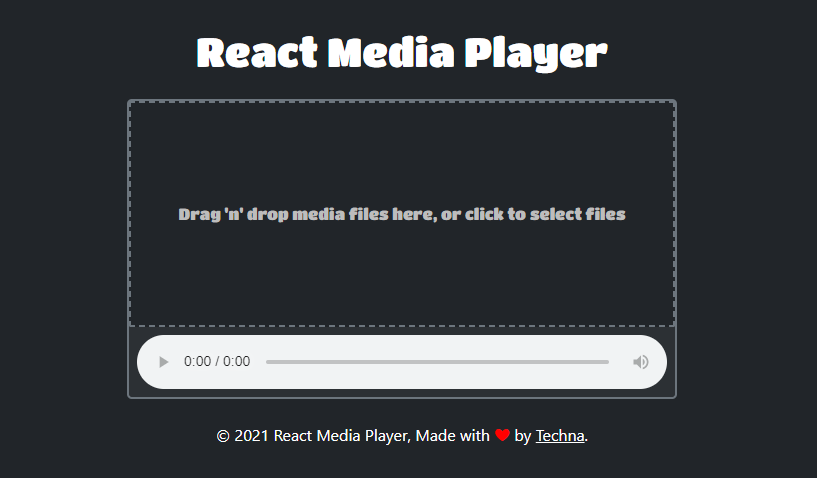 React Media Player
Drag 'n' drop media files here, or click to select files
0:00 / 0:00
© 2021 React Media Player, Made with ❤ by Techna.